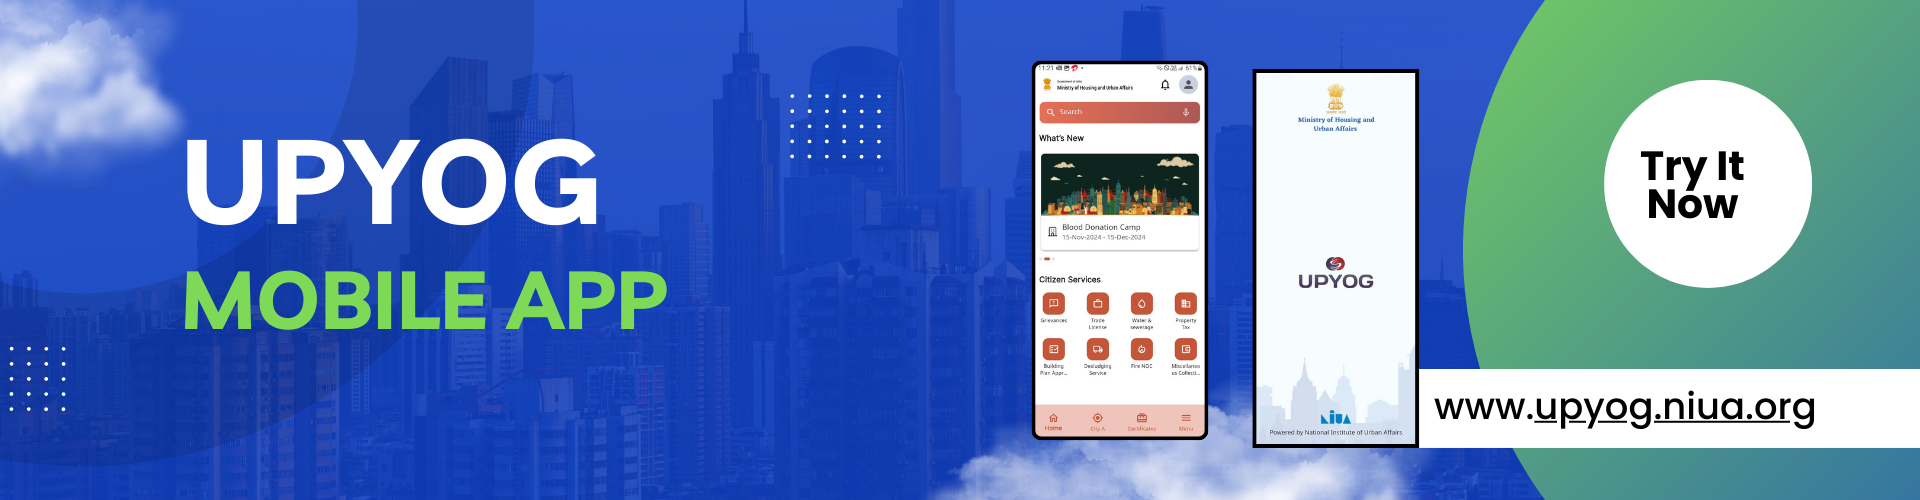 UPYOG
MOBILE APP
11:21
61%
Government of India
Ministry of Housing and Urban Affairs
Search
What's New
Blood Donation Camp
15-Nov-2024 - 15-Dec-2024
Citizen Services
Grievances
Trade
License
Water &
sewerage
Property
Tax
Building
Plan Appr...
Desludging
Service
Fire NOC
Miscellaneo
us Collecti...
Home
City A
Certificates
Menu
Ministry of Housing and
Urban Affairs
UPYOG
NIUA
Powered by National Institute of Urban Affairs
Try It
Now
www.upyog.niua.org